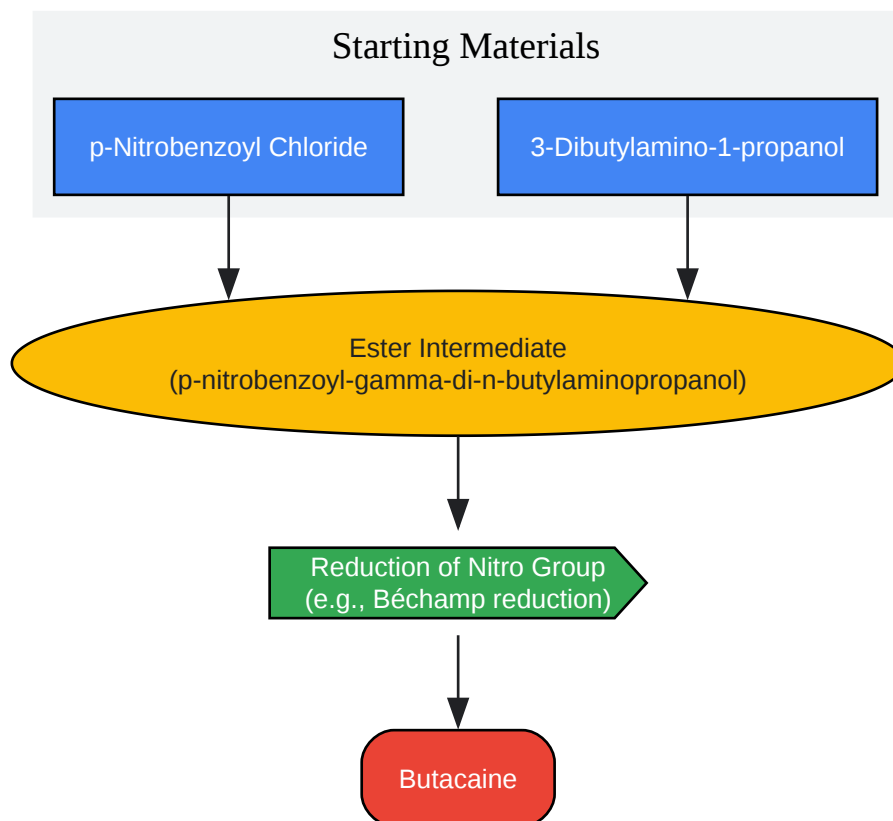 Starting Materials
p-Nitrobenzoyl Chloride
3-Dibutylamino-1-propanol
Ester Intermediate
(p-nitrobenzoyl-gamma-di-n-butylaminopropanol)
Reduction of Nitro Group
(e.g., Béchamp reduction)
Butacaine